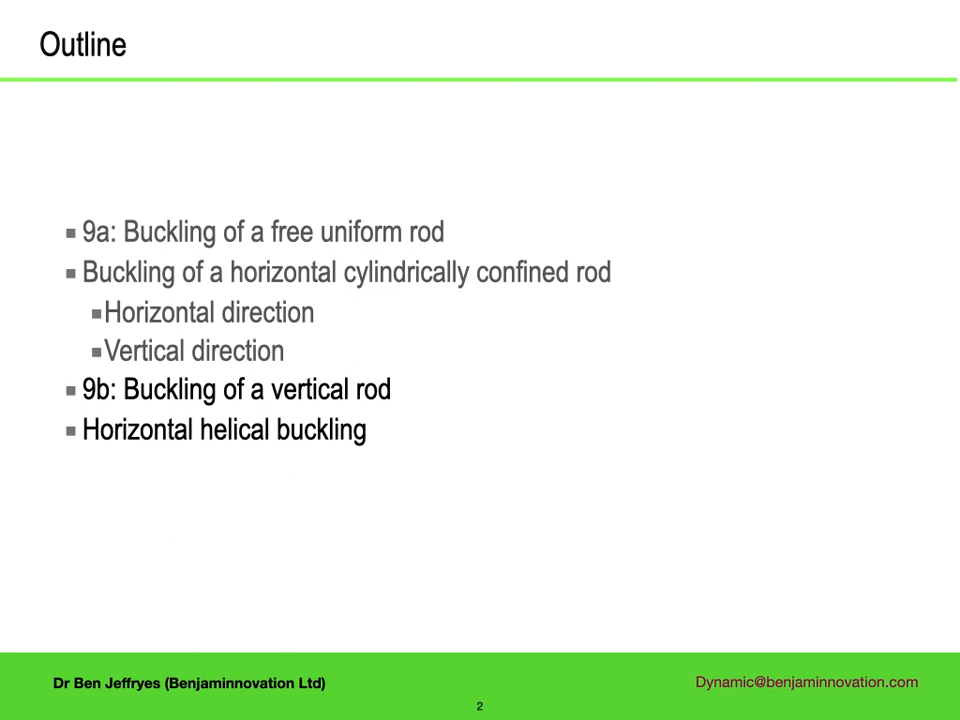 Outline
9a: Buckling of a free uniform rod
Buckling of a horizontal cylindrically confined rod
Horizontal direction
Vertical direction
9b: Buckling of a vertical rod
Horizontal helical buckling
Dr Ben Jeffryes (Benjaminnovation Ltd)
Dynamic@benjaminnovation.com
2